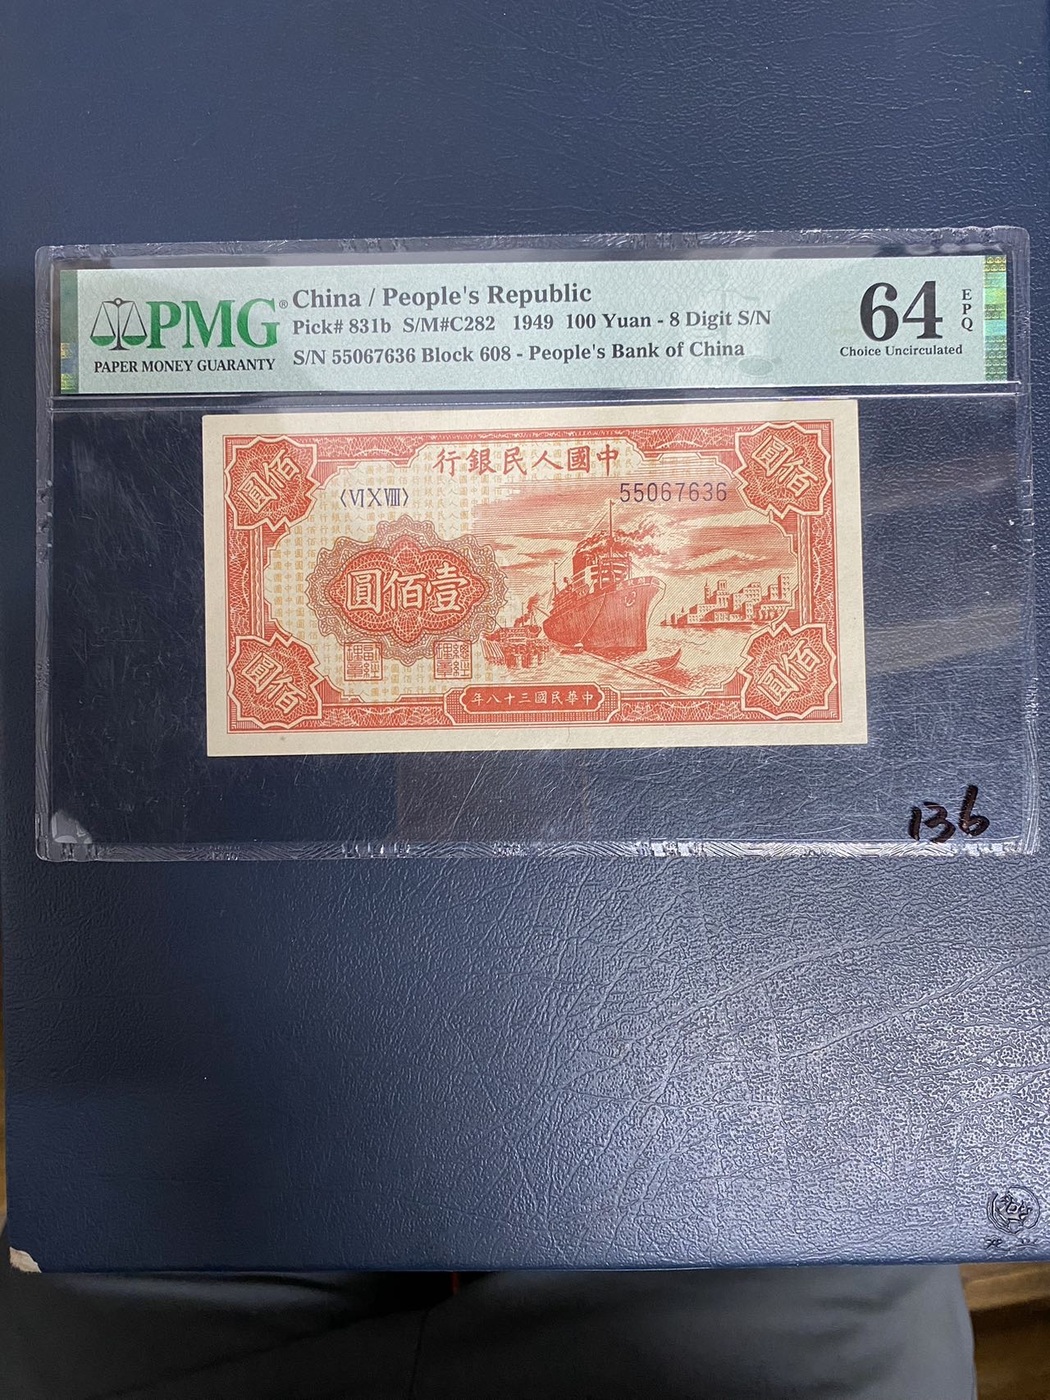 PMG®
PAPER MONEY GUARANTY
China / People's Republic
Pick# 831b S/M#C282 1949 100 Yuan - 8 Digit S/N
S/N 55067636 Block 608 - People's Bank of China
64
EPQ
Choice Uncirculated
行銀民人國中
圓佰
圓佰
〈VI X VIII〉
55067636
圓佰壹
圓佰
圓佰
年八十三國民華中
136